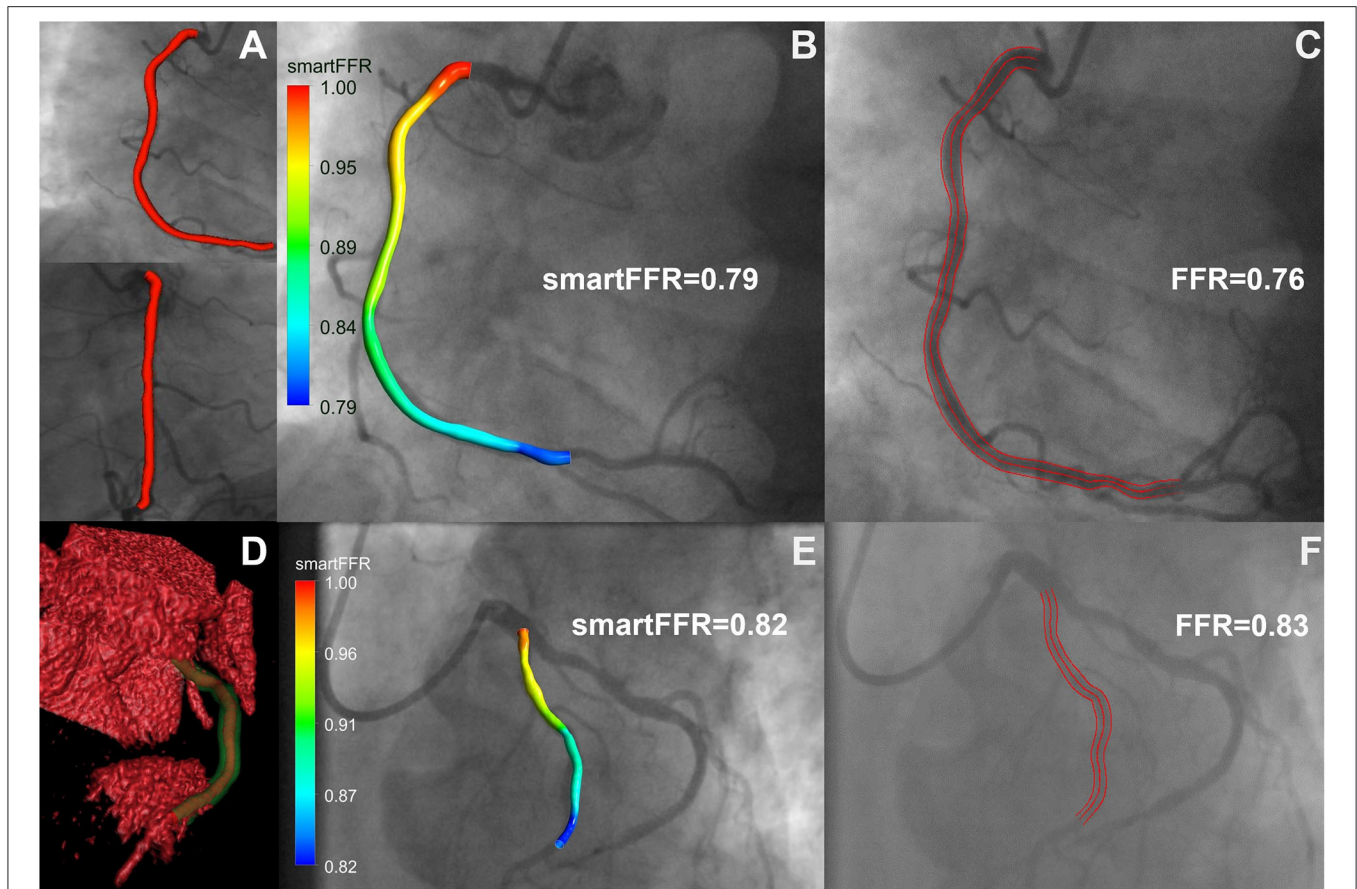 A
smartFFR
1.00
0.95
0.89
0.84
0.79
B
smartFFR=0.79
C
FFR=0.76
D
smartFFR
1.00
0.96
0.91
0.87
0.82
E
smartFFR=0.82
F
FFR=0.83